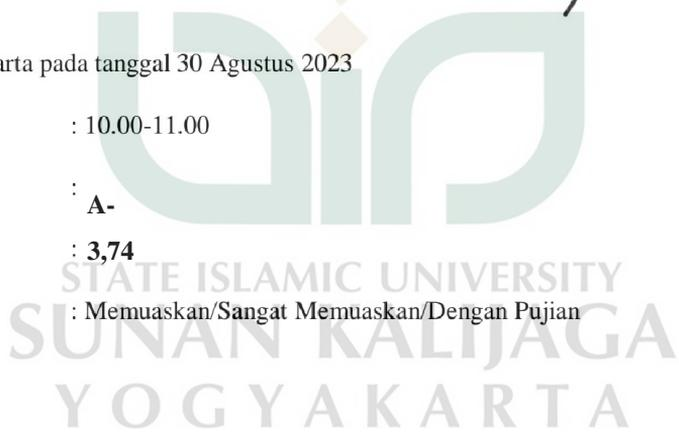 arta pada tanggal 30 Agustus 2023
: 10.00-11.00
:
A-
: 3,74
STATE ISLAMIC UNIVERSITY
: Memuaskan/Sangat Memuaskan/Dengan Pujian
SUNAN KALIJAGA
YOGYAKARTA